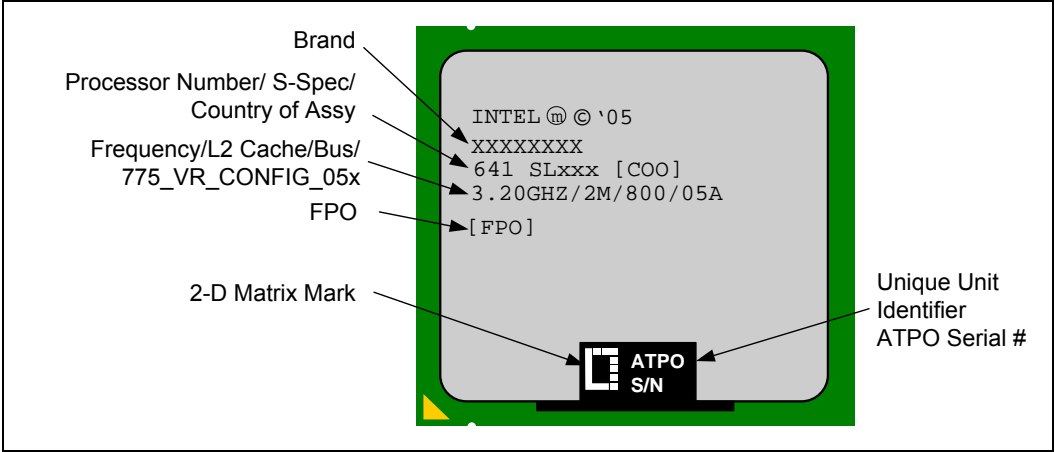 Brand
Processor Number/ S-Spec/
Country of Assy
Frequency/L2 Cache/Bus/
775_VR_CONFIG_05x
FPO
2-D Matrix Mark
INTEL ⓜ © '05
XXXXXXXX
641 SLxxx [COO]
3.20GHZ/2M/800/05A
[FPO]
ATPO
S/N
Unique Unit
Identifier
ATPO Serial #